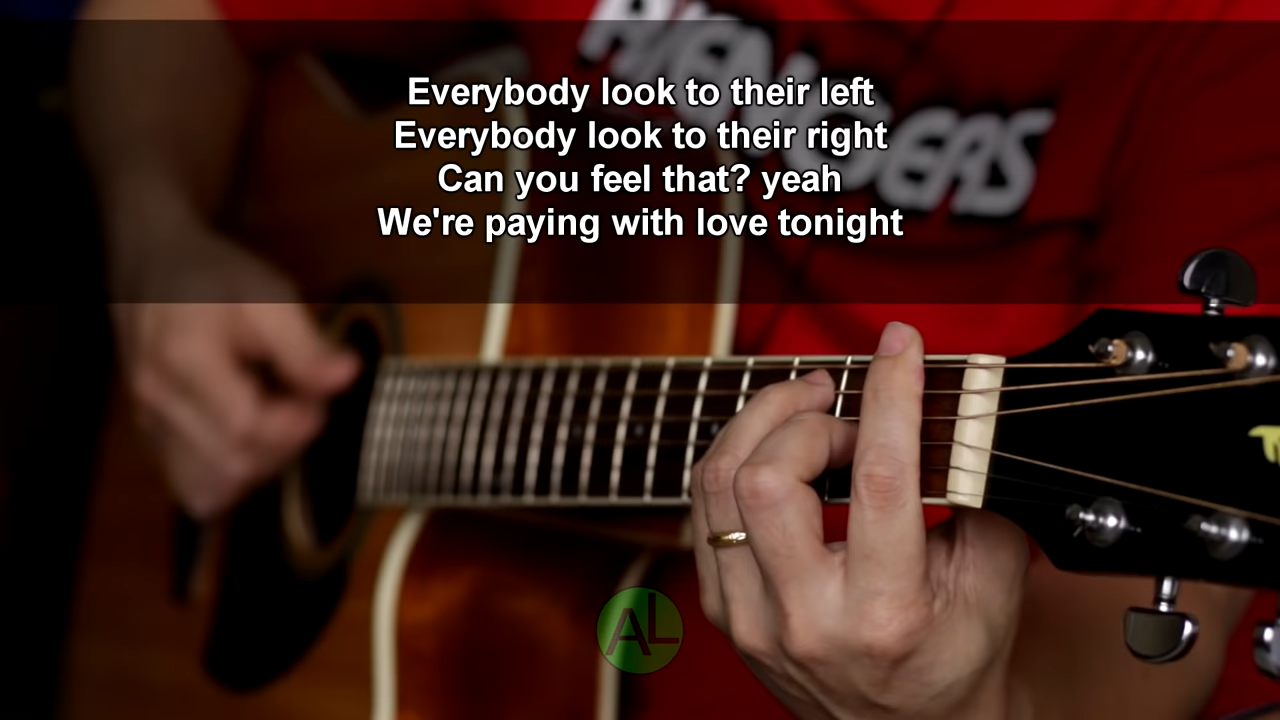 AVENGERS
Everybody look to their left
Everybody look to their right
Can you feel that? yeah
We're paying with love tonight
AL